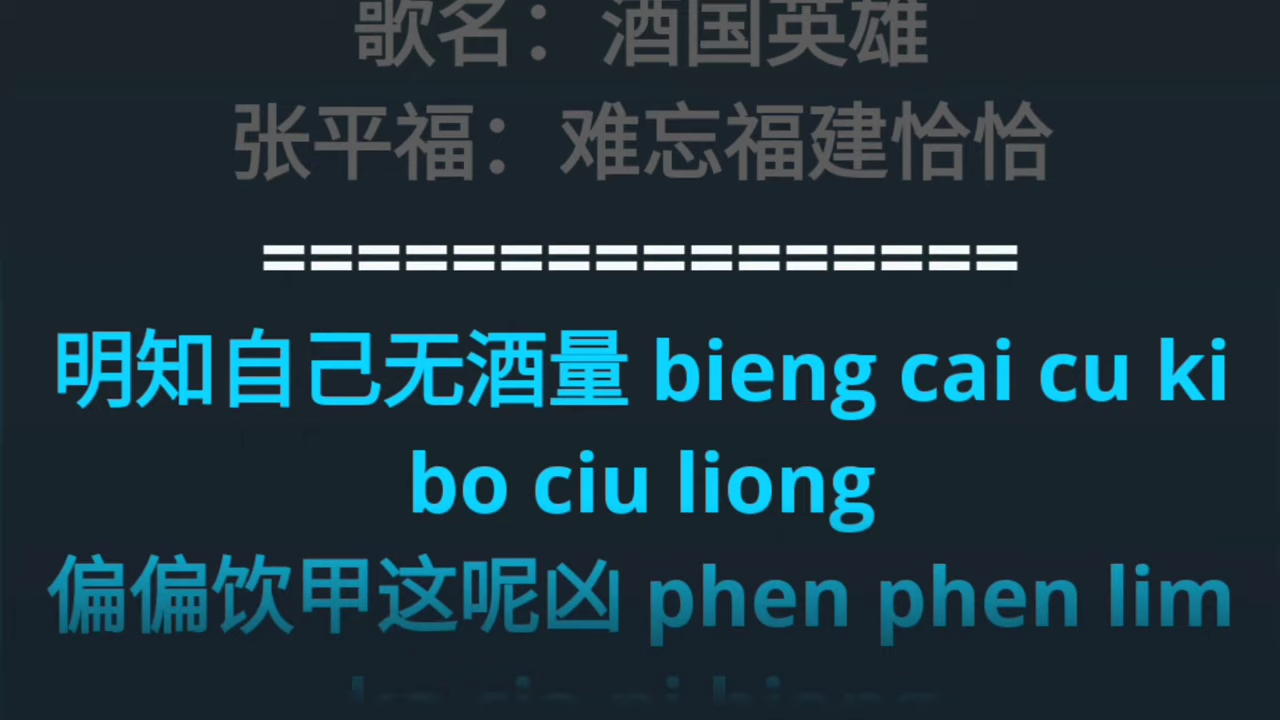 歌名：酒国英雄
张平福：难忘福建恰恰
================
明知自己无酒量 bieng cai cu ki
bo ciu liong
偏偏饮甲这呢凶 phen phen lim